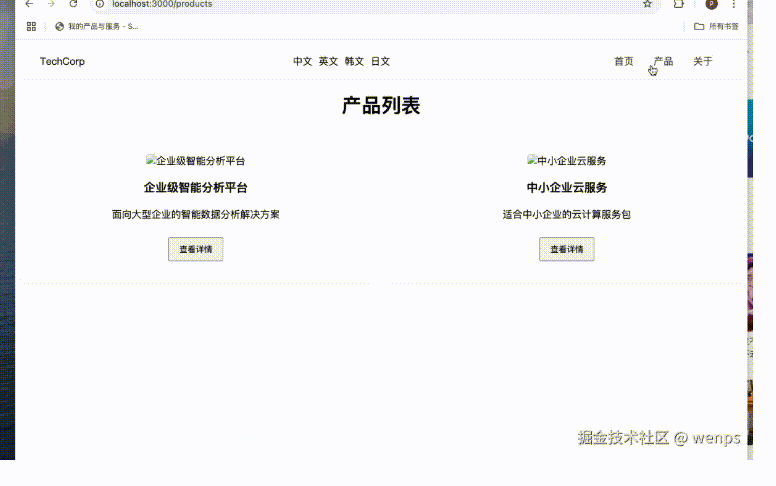 localhost:3000/products
我的产品与服务 - S...
所有书签
TechCorp
中文 英文 韩文 日文
首页 产品 关于
产品列表
企业级智能分析平台
中小企业云服务
企业级智能分析平台
中小企业云服务
面向大型企业的智能数据分析解决方案
适合中小企业的云计算服务包
查看详情
查看详情
掘金技术社区 @ wenps